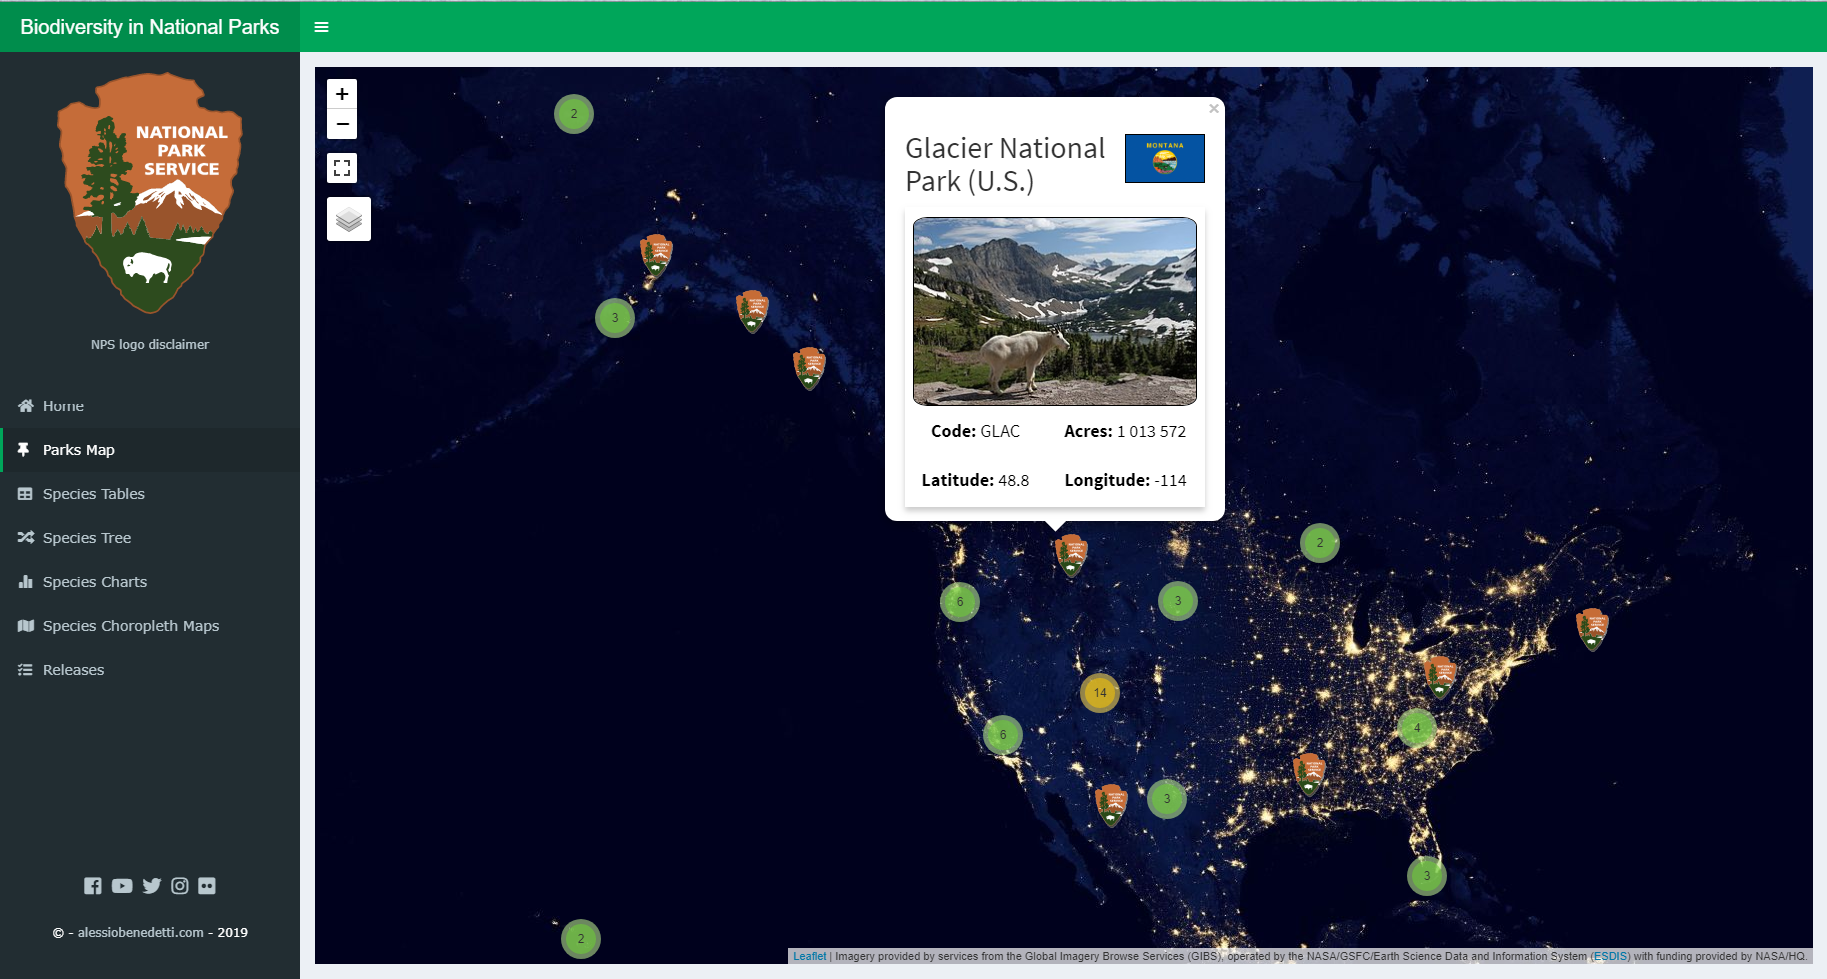 Biodiversity in National Parks
NATIONAL
PARK
SERVICE
NPS logo disclaimer
Home
Parks Map
Species Tables
Species Tree
Species Charts
Species Choropleth Maps
Releases
© - alessiobenedetti.com - 2019
+
−
2
3
Glacier National
Park (U.S.)
MONTANA
Code: GLAC
Acres: 1 013 572
Latitude: 48.8
Longitude: -114
2
6
3
14
6
4
3
3
2
Leaflet | Imagery provided by services from the Global Imagery Browse Services (GIBS), operated by the NASA/GSFC/Earth Science Data and Information System (ESDIS) with funding provided by NASA/HQ.